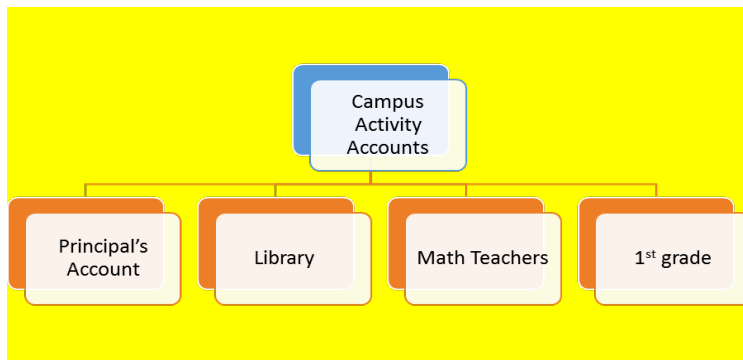 Campus
Activity
Accounts
Principal’s
Account
Library
Math Teachers
1st grade